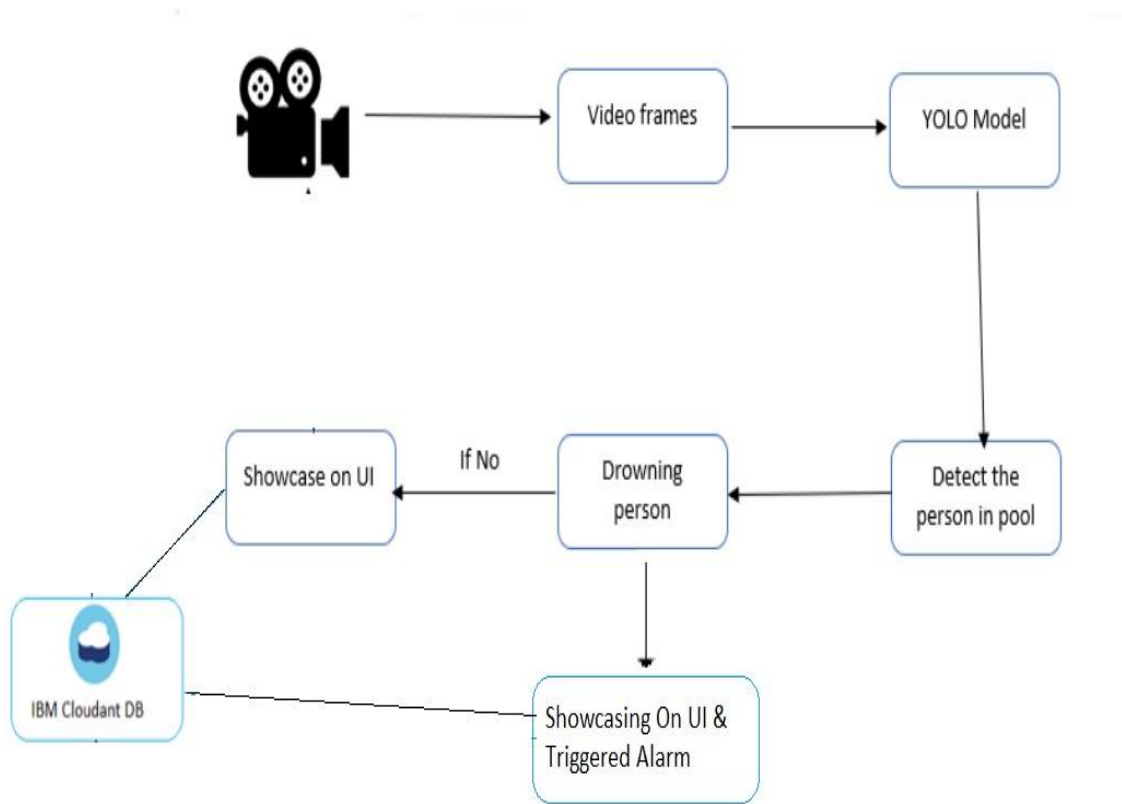 Video frames
YOLO Model
Detect the
person in pool
Drowning
person
If No
Showcase on UI
IBM Cloudant DB
Showcasing On UI &
Triggered Alarm